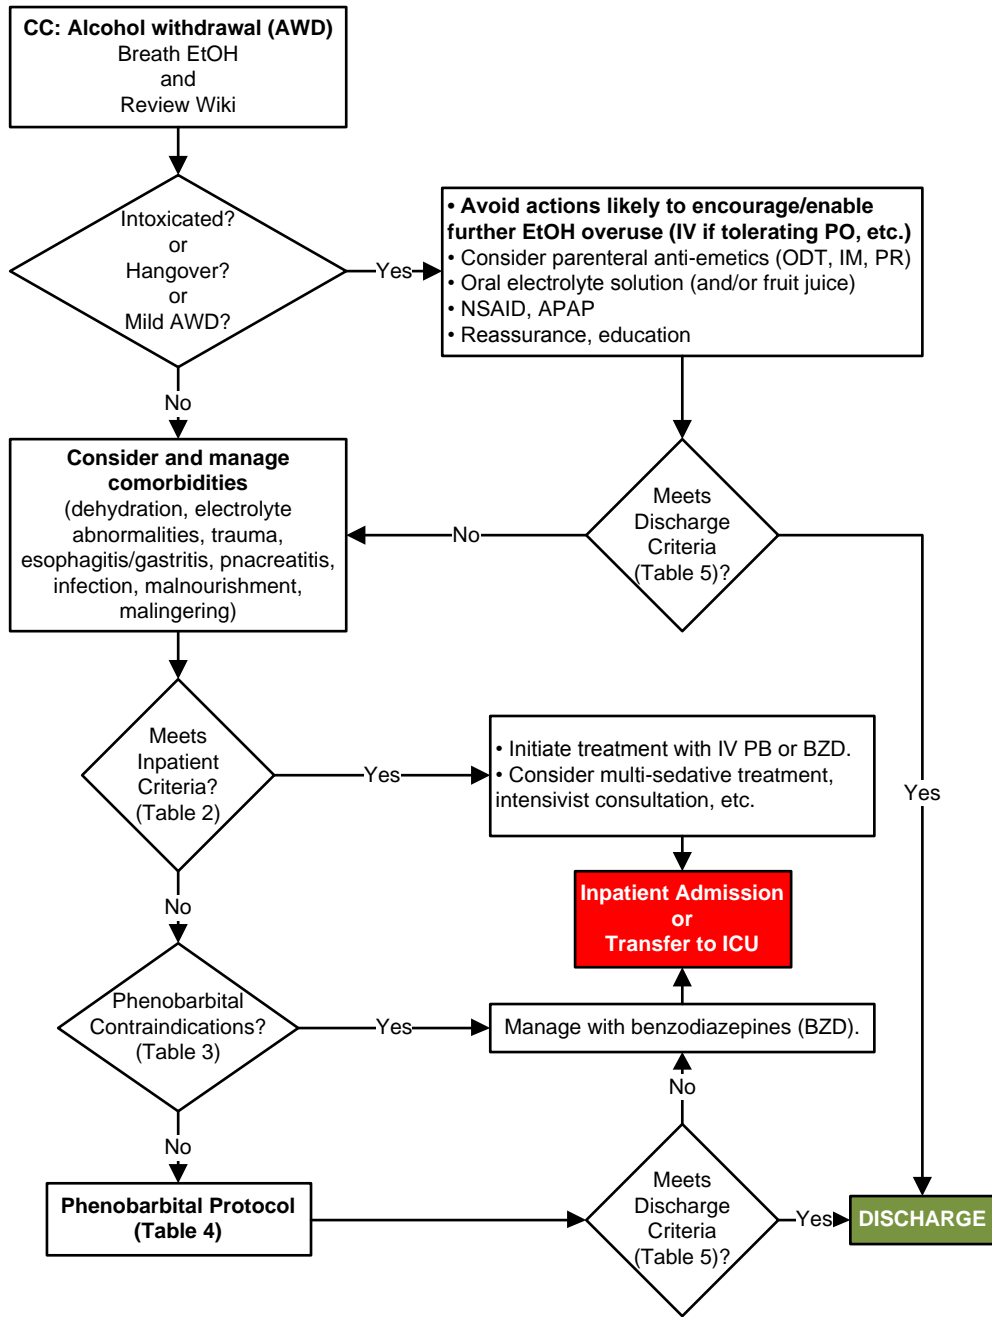 CC: Alcohol withdrawal (AWD)
Breath EtOH
and
Review Wiki
Intoxicated?
or
Hangover?
or
Mild AWD?
Yes
• Avoid actions likely to encourage/enable
further EtOH overuse (IV if tolerating PO, etc.)
• Consider parenteral anti-emetics (ODT, IM, PR)
• Oral electrolyte solution (and/or fruit juice)
• NSAID, APAP
• Reassurance, education
No
Consider and manage
comorbidities
(dehydration, electrolyte
abnormalities, trauma,
esophagitis/gastritis, pnacreatitis,
infection, malnourishment,
malingering)
No
Meets
Discharge
Criteria
(Table 5)?
Yes
Meets
Inpatient
Criteria?
(Table 2)
Yes
• Initiate treatment with IV PB or BZD.
• Consider multi-sedative treatment,
intensivist consultation, etc.
Inpatient Admission
or
Transfer to ICU
No
Phenobarbital
Contraindications?
(Table 3)
Yes
Manage with benzodiazepines (BZD).
No
No
Phenobarbital Protocol
(Table 4)
Meets
Discharge
Criteria
(Table 5)?
Yes
DISCHARGE